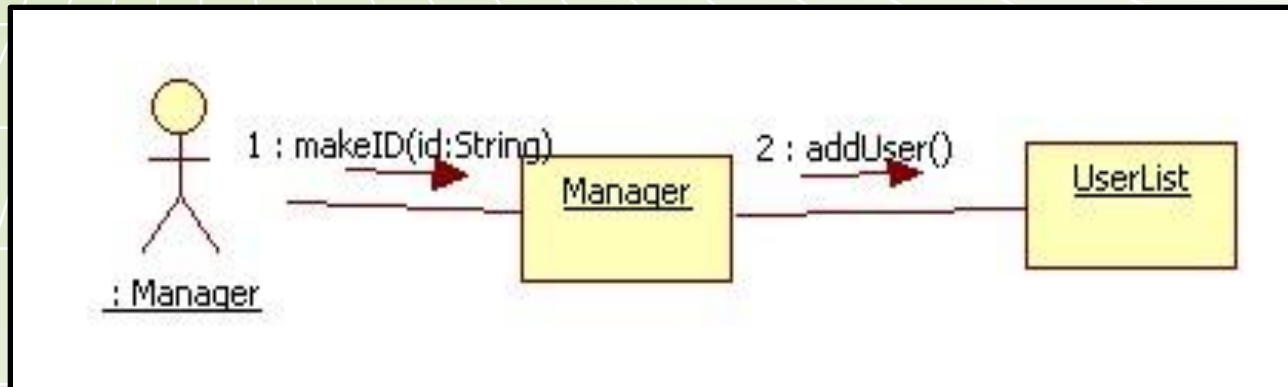 1 : makeID(id:String)
2 : addUser()
Manager
UserList
: Manager